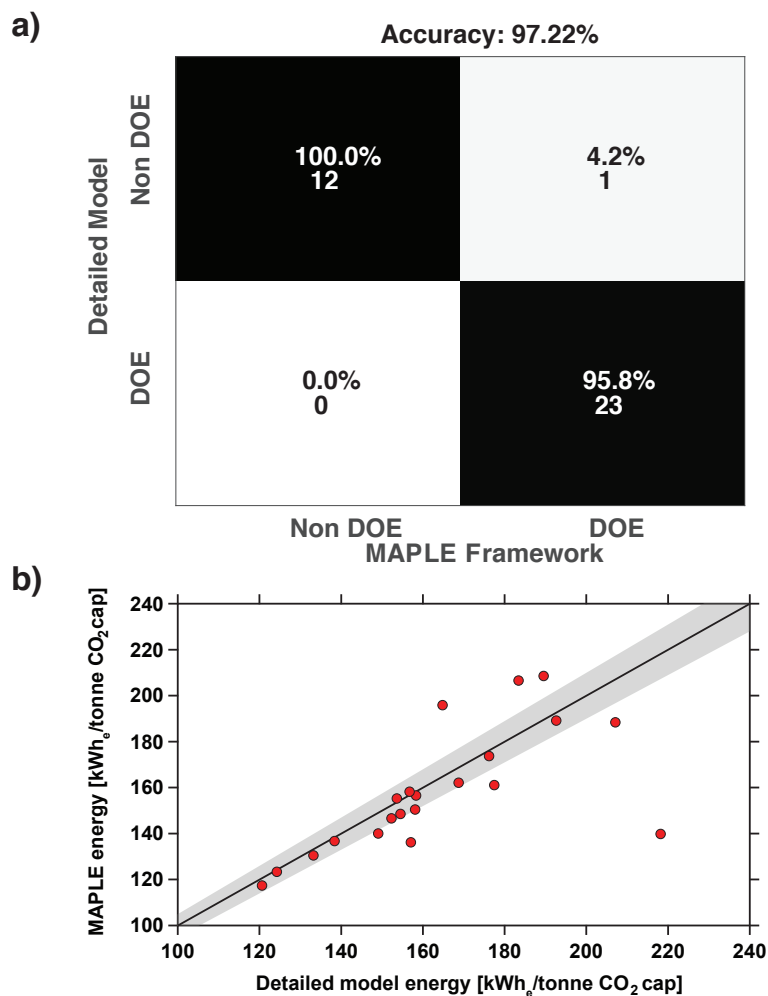 a)
Accuracy: 97.22%
Detailed Model
Non DOE
DOE
100.0%
12
4.2%
1
0.0%
0
95.8%
23
Non DOE
DOE
MAPLE Framework
b)
MAPLE energy [kWhₑ/tonne CO₂cap]
240
220
200
180
160
140
120
100
100 120 140 160 180 200 220 240
Detailed model energy [kWhₑ/tonne CO₂ cap]